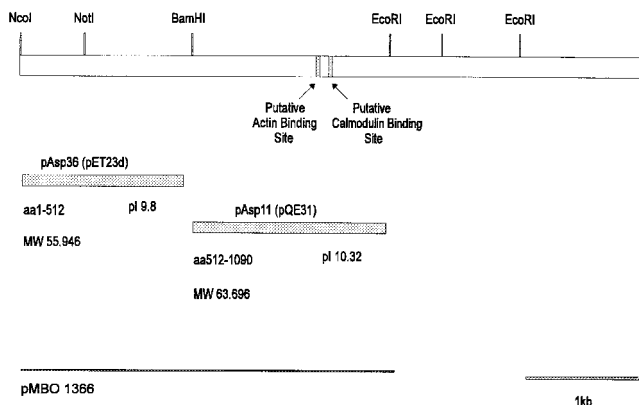 NcoI NotI BamHI EcoRI EcoRI EcoRI
Putative Actin Binding Site
Putative Calmodulin Binding Site
pAsp36 (pET23d)
aa1-512 pI 9.8
MW 55.946
pAsp11 (pQE31)
aa512-1090 pI 10.32
MW 63.696
pMBO 1366
1kb